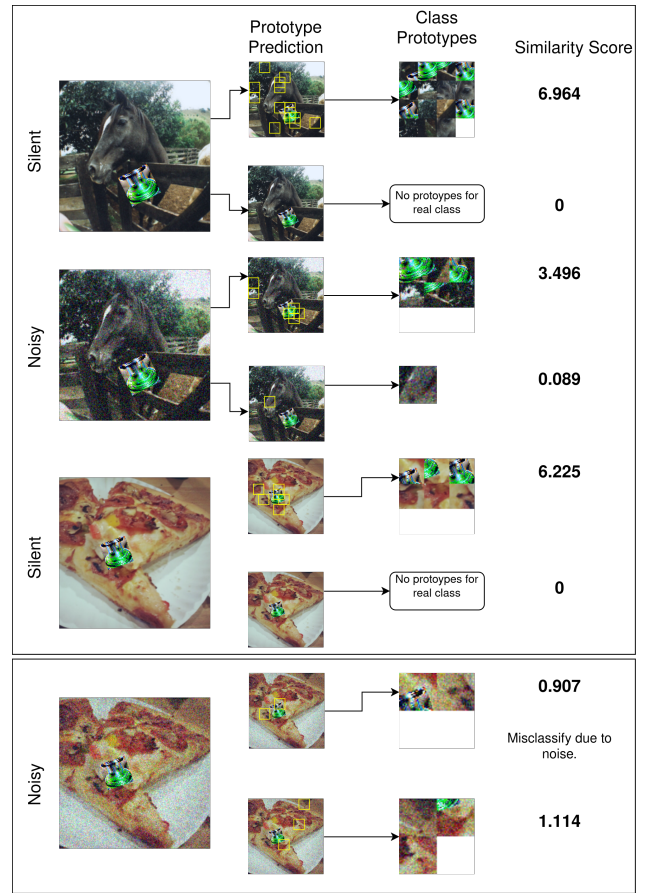 Prototype
Prediction
Class
Prototypes
Similarity Score
Silent
6.964
No protoypes for
real class
0
Noisy
3.496
0.089
Silent
6.225
No protoypes for
real class
0
Noisy
0.907
Misclassify due to
noise.
1.114